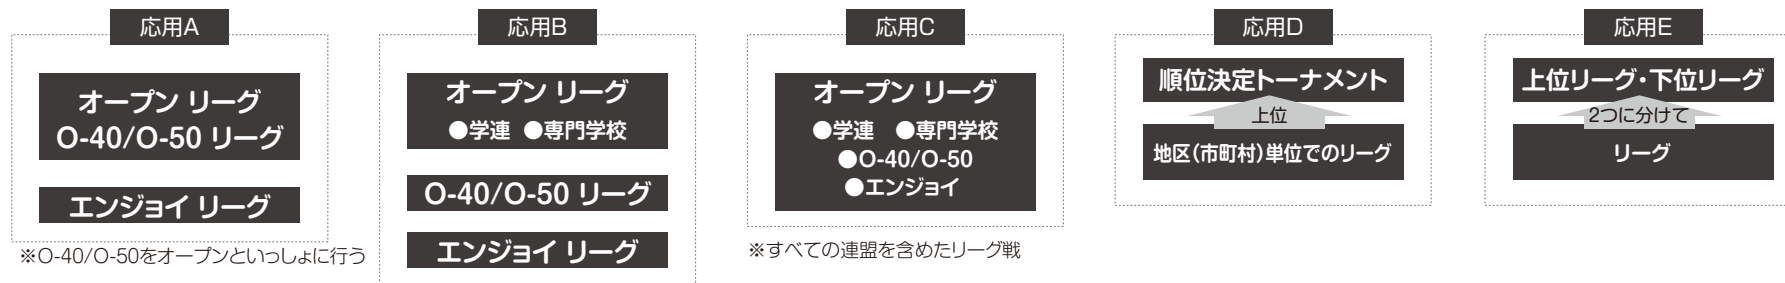 応用A
オープン リーグ
O-40/O-50 リーグ
エンジョイ リーグ
※O-40/O-50をオープンといっしょに行う
応用B
オープン リーグ
●学連 ●専門学校
O-40/O-50 リーグ
エンジョイ リーグ
応用C
オープン リーグ
●学連 ●専門学校
●O-40/O-50
●エンジョイ
※すべての連盟を含めたリーグ戦
応用D
順位決定トーナメント
上位
地区(市町村)単位でのリーグ
応用E
上位リーグ・下位リーグ
2つに分けて
リーグ